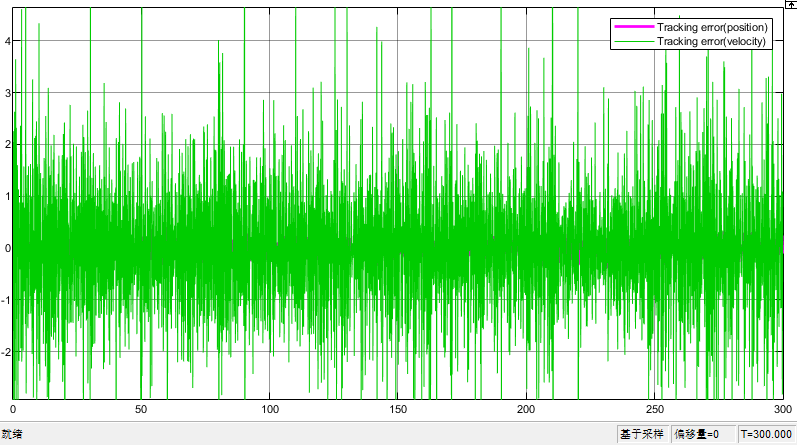 Tracking error(position)
Tracking error(velocity)
4
3
2
1
0
-1
-2
0 50 100 150 200 250 300
就绪 基于采样 偏移量=0 T=300.000